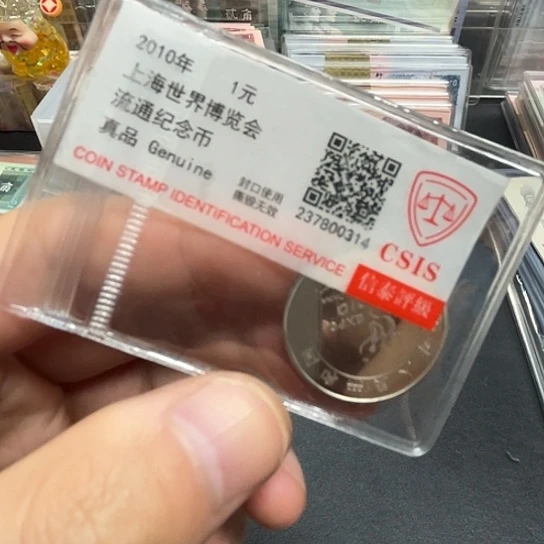 2010年 1元
上海世界博览会
流通纪念币
真品 Genuine
封口使用
撕毁无效
237800314
COIN STAMP IDENTIFICATION SERVICE
CSIS
信泰評級
贰角